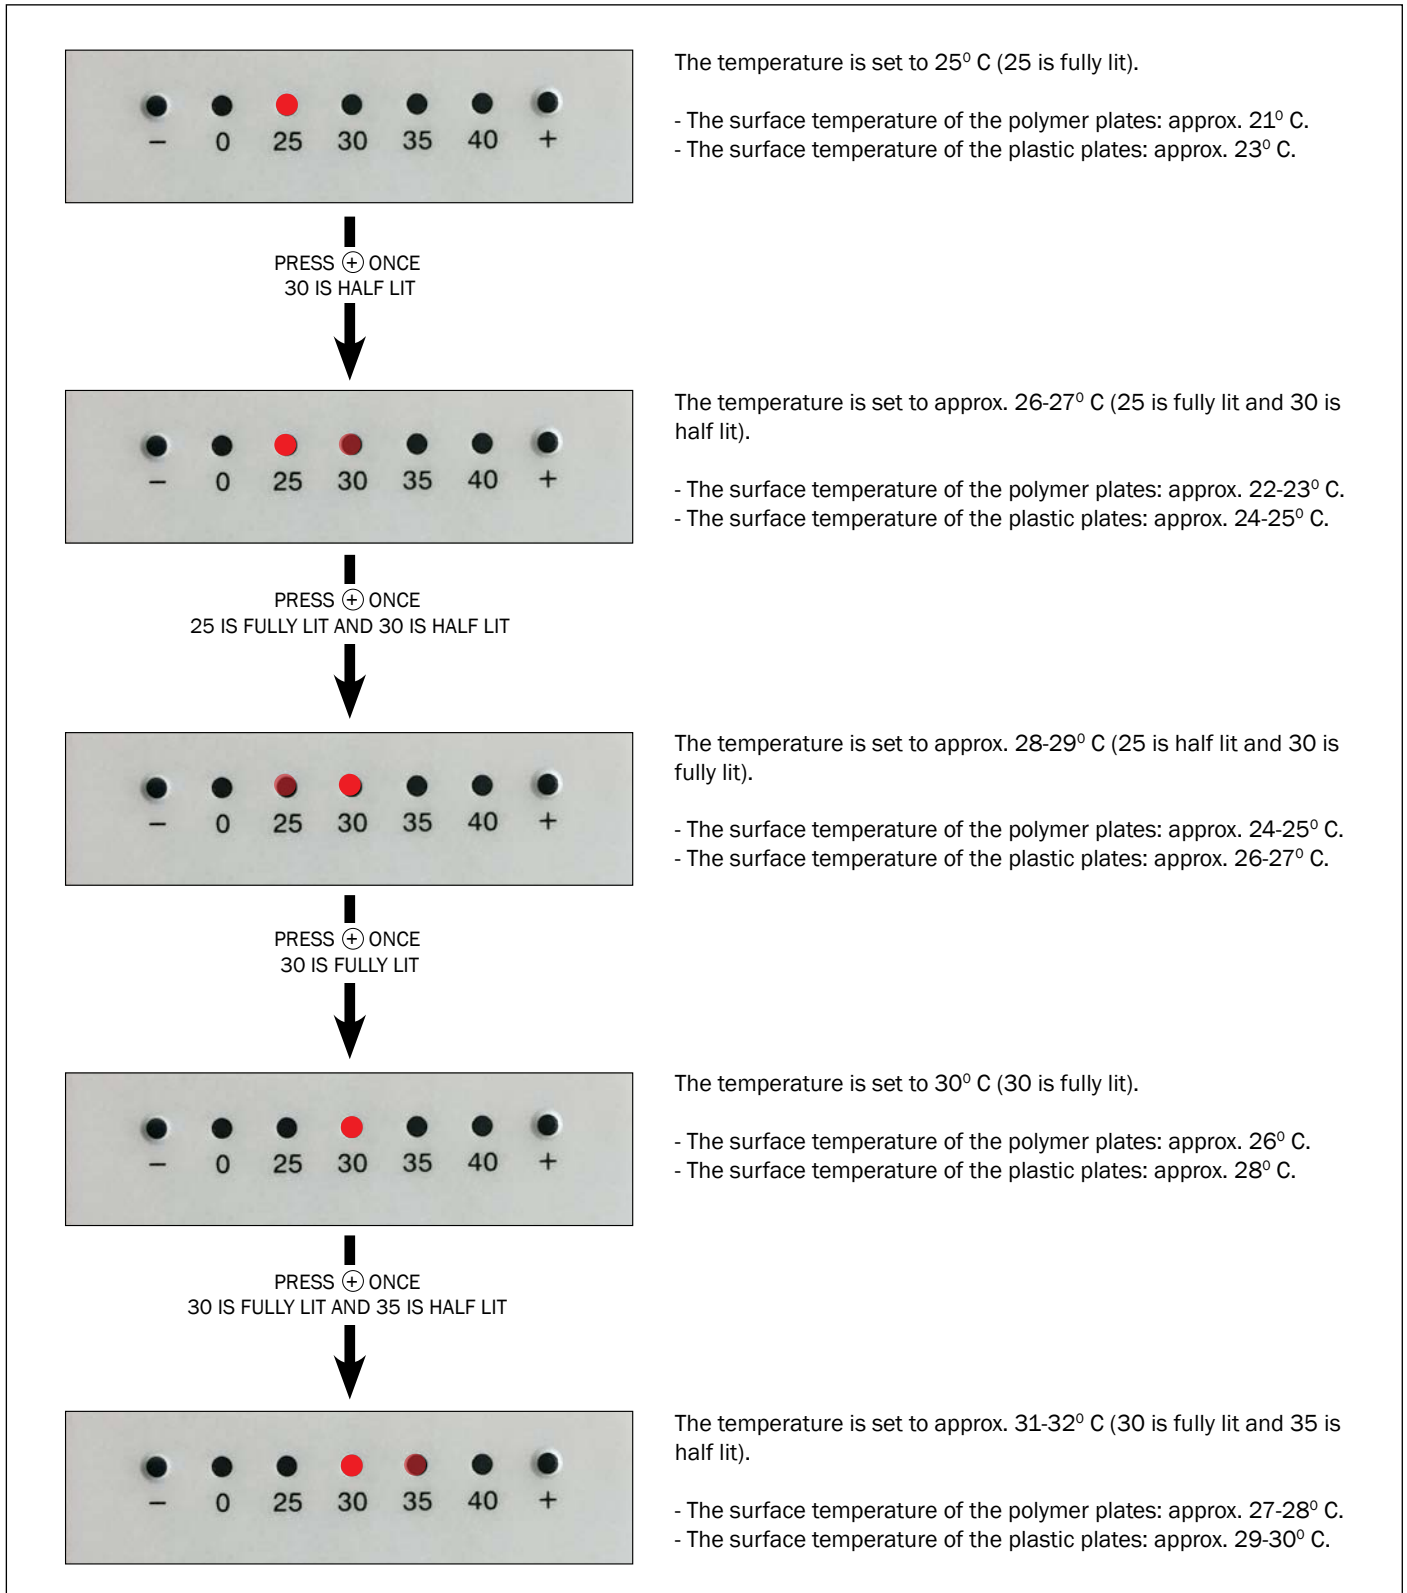 − 0 25 30 35 40 +
The temperature is set to 25⁰ C (25 is fully lit).
- The surface temperature of the polymer plates: approx. 21⁰ C.
- The surface temperature of the plastic plates: approx. 23⁰ C.
PRESS ⊕ ONCE
30 IS HALF LIT
− 0 25 30 35 40 +
The temperature is set to approx. 26-27⁰ C (25 is fully lit and 30 is
half lit).
- The surface temperature of the polymer plates: approx. 22-23⁰ C.
- The surface temperature of the plastic plates: approx. 24-25⁰ C.
PRESS ⊕ ONCE
25 IS FULLY LIT AND 30 IS HALF LIT
− 0 25 30 35 40 +
The temperature is set to approx. 28-29⁰ C (25 is half lit and 30 is
fully lit).
- The surface temperature of the polymer plates: approx. 24-25⁰ C.
- The surface temperature of the plastic plates: approx. 26-27⁰ C.
PRESS ⊕ ONCE
30 IS FULLY LIT
− 0 25 30 35 40 +
The temperature is set to 30⁰ C (30 is fully lit).
- The surface temperature of the polymer plates: approx. 26⁰ C.
- The surface temperature of the plastic plates: approx. 28⁰ C.
PRESS ⊕ ONCE
30 IS FULLY LIT AND 35 IS HALF LIT
− 0 25 30 35 40 +
The temperature is set to approx. 31-32⁰ C (30 is fully lit and 35 is
half lit).
- The surface temperature of the polymer plates: approx. 27-28⁰ C.
- The surface temperature of the plastic plates: approx. 29-30⁰ C.